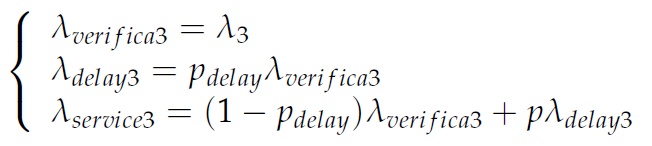 λ_{verifica3} = λ_3
λ_{delay3} = p_{delay}λ_{verifica3}
λ_{service3} = (1 − p_{delay})λ_{verifica3} + pλ_{delay3}